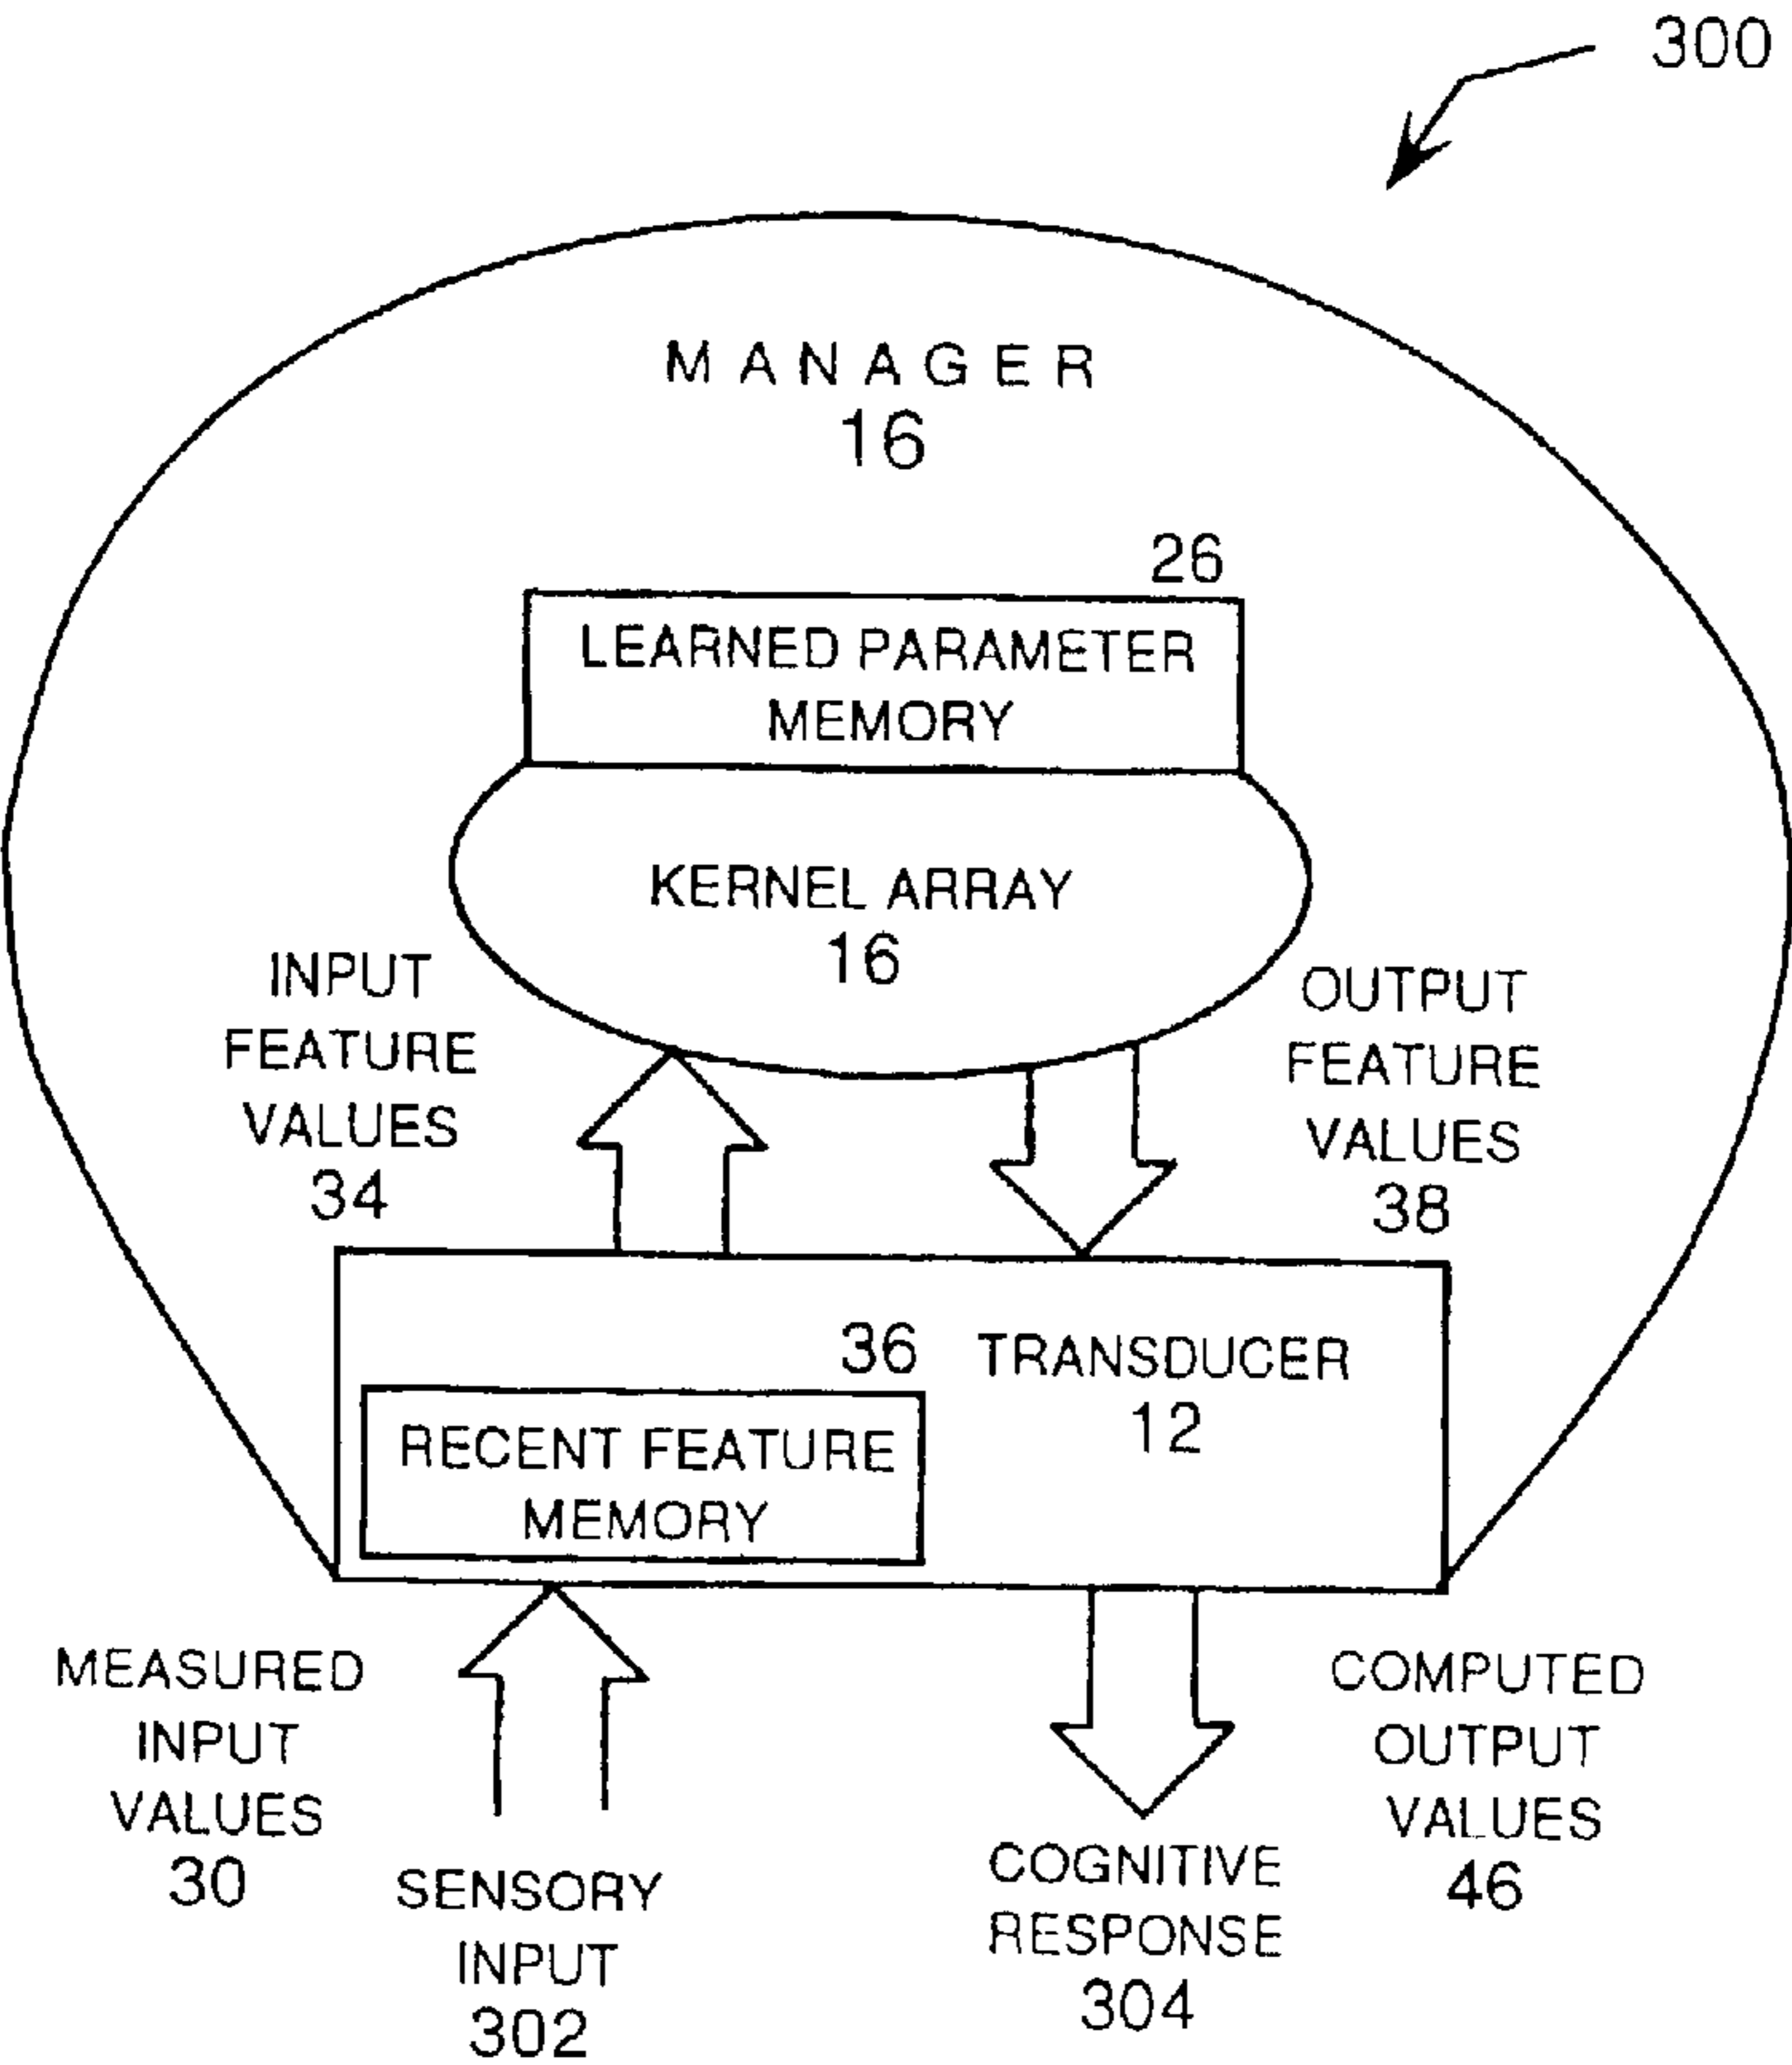 300
MANAGER
16
26
LEARNED PARAMETER
MEMORY
KERNEL ARRAY
16
INPUT
FEATURE
VALUES
34
OUTPUT
FEATURE
VALUES
38
36
TRANSDUCER
12
RECENT FEATURE
MEMORY
MEASURED
INPUT
VALUES
30
SENSORY
INPUT
302
COGNITIVE
RESPONSE
304
COMPUTED
OUTPUT
VALUES
46